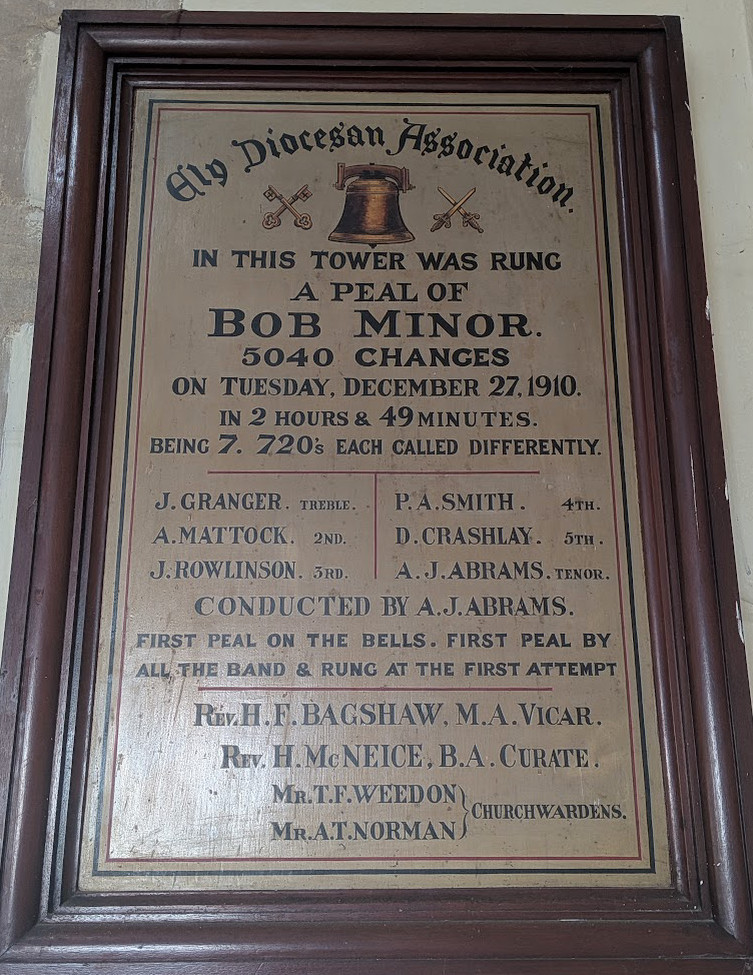 Ely Diocesan Association.
IN THIS TOWER WAS RUNG
A PEAL OF
BOB MINOR.
5040 CHANGES
ON TUESDAY, DECEMBER 27, 1910.
IN 2 HOURS & 49 MINUTES.
BEING 7. 720's EACH CALLED DIFFERENTLY.
J. GRANGER. TREBLE. P. A. SMITH. 4TH.
A. MATTOCK. 2ND. D. CRASHLAY. 5TH.
J. ROWLINSON. 3RD. A. J. ABRAMS. TENOR.
CONDUCTED BY A. J. ABRAMS.
FIRST PEAL ON THE BELLS. FIRST PEAL BY
ALL THE BAND & RUNG AT THE FIRST ATTEMPT
REV. H. F. BAGSHAW, M.A. VICAR.
REV. H. McNEICE, B.A. CURATE.
MR. T. F. WEEDON
MR. A. T. NORMAN } CHURCHWARDENS.